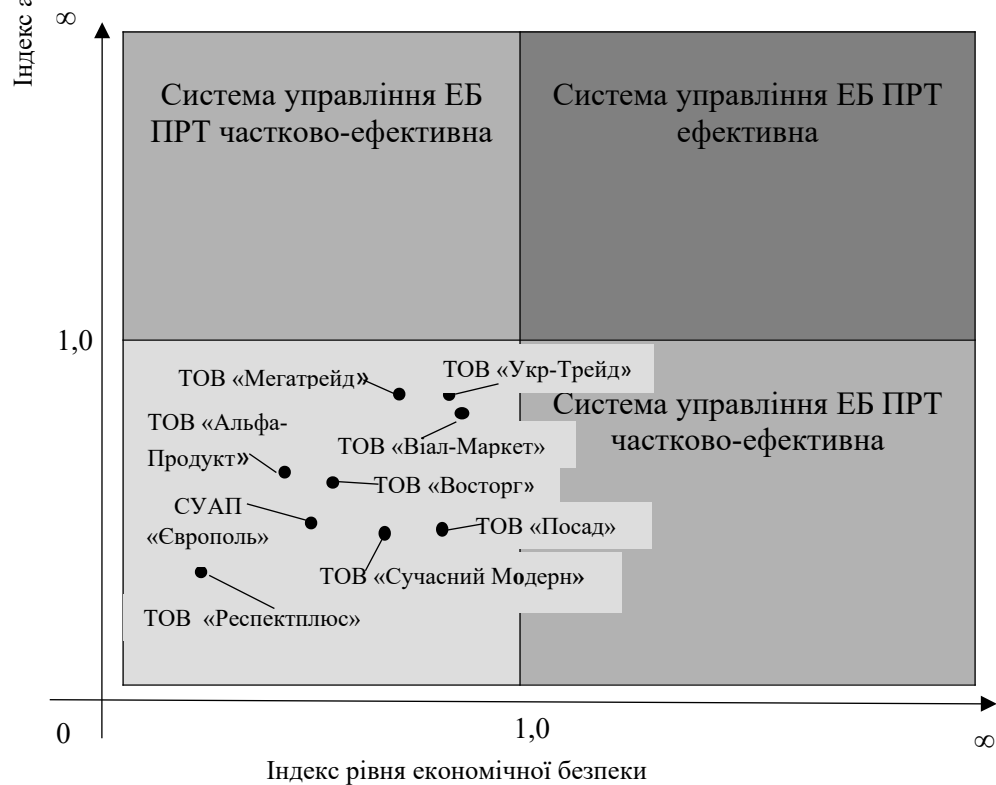 Індекс
∞
Система управління ЕБ
ПРТ частково-ефективна
Система управління ЕБ ПРТ
ефективна
1,0
ТОВ «Мегатрейд»
ТОВ «Укр-Трейд»
Система управління ЕБ ПРТ
частково-ефективна
ТОВ «Альфа-
Продукт»
ТОВ «Віал-Маркет»
ТОВ «Восторг»
СУАП
«Європоль»
ТОВ «Посад»
ТОВ «Сучасний Модерн»
ТОВ «Респектплюс»
0
1,0
∞
Індекс рівня економічної безпеки